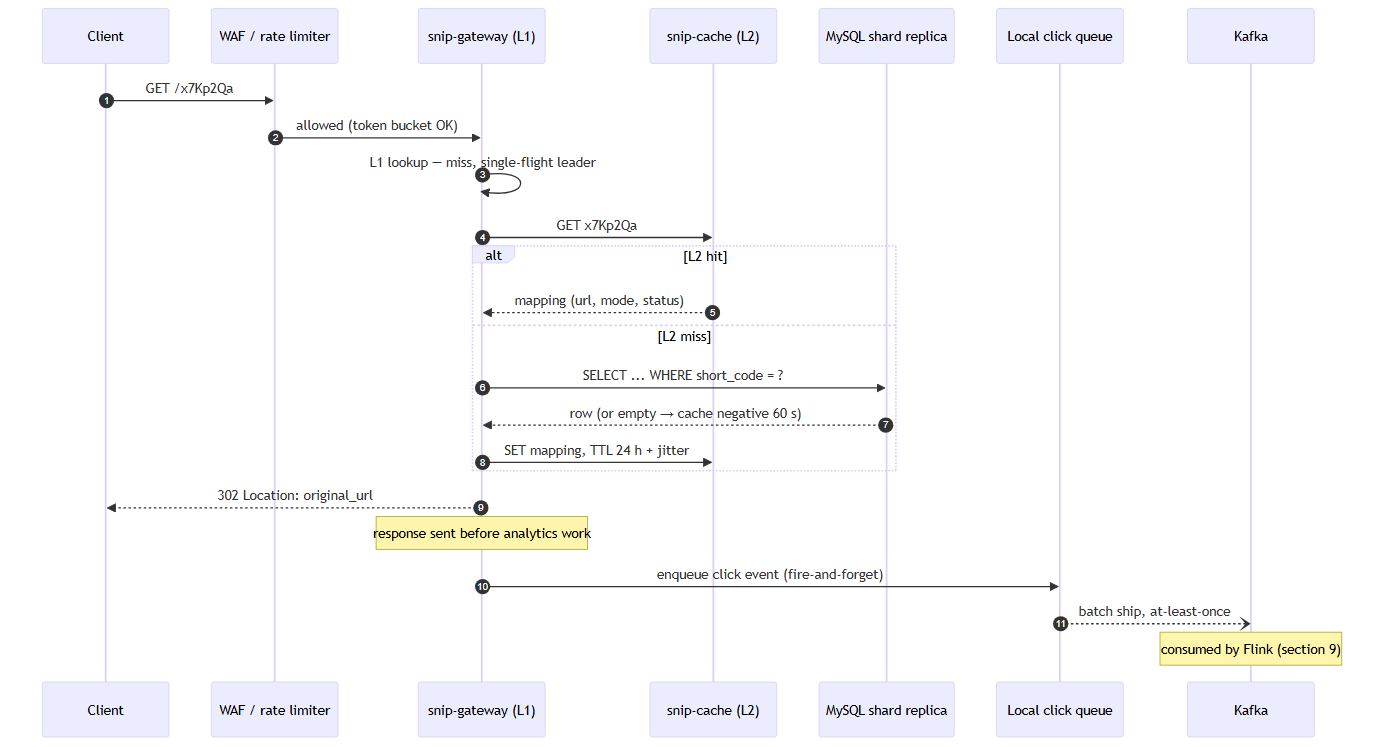 Client
WAF / rate limiter
snip-gateway (L1)
snip-cache (L2)
MySQL shard replica
Local click queue
Kafka
GET /x7Kp2Qa
1
allowed (token bucket OK)
2
L1 lookup — miss, single-flight leader
3
GET x7Kp2Qa
4
alt
[L2 hit]
mapping (url, mode, status)
5
[L2 miss]
SELECT ... WHERE short_code = ?
6
row (or empty → cache negative 60 s)
7
SET mapping, TTL 24 h + jitter
8
302 Location: original_url
9
response sent before analytics work
enqueue click event (fire-and-forget)
10
batch ship, at-least-once
11
consumed by Flink (section 9)
Client
WAF / rate limiter
snip-gateway (L1)
snip-cache (L2)
MySQL shard replica
Local click queue
Kafka